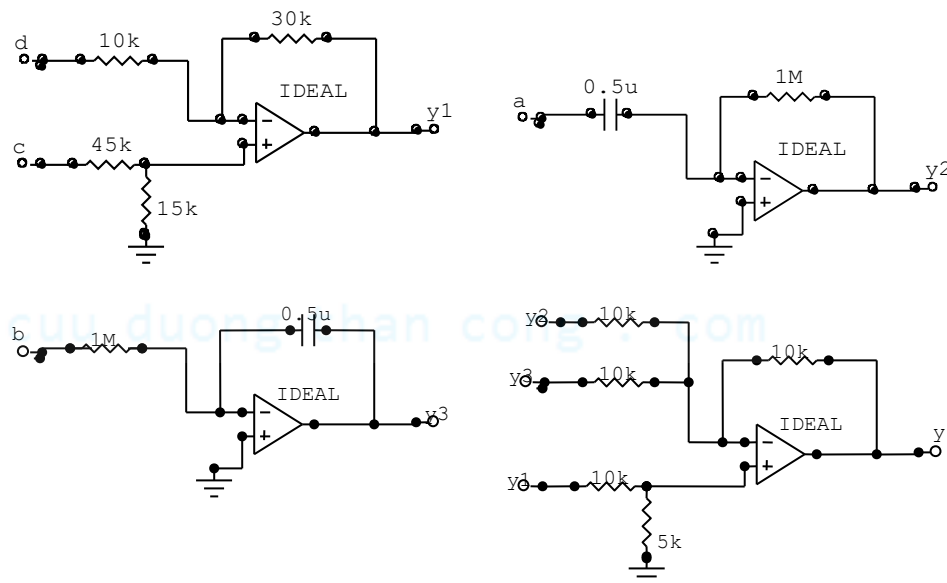 30k
d
10k
IDEAL
y1
c
45k
15k
1M
0.5u
a
IDEAL
y2
cuu duong than cong . com
b
1M
0.5u
IDEAL
y3
y2
10k
y3
10k
10k
IDEAL
y
y1
10k
5k